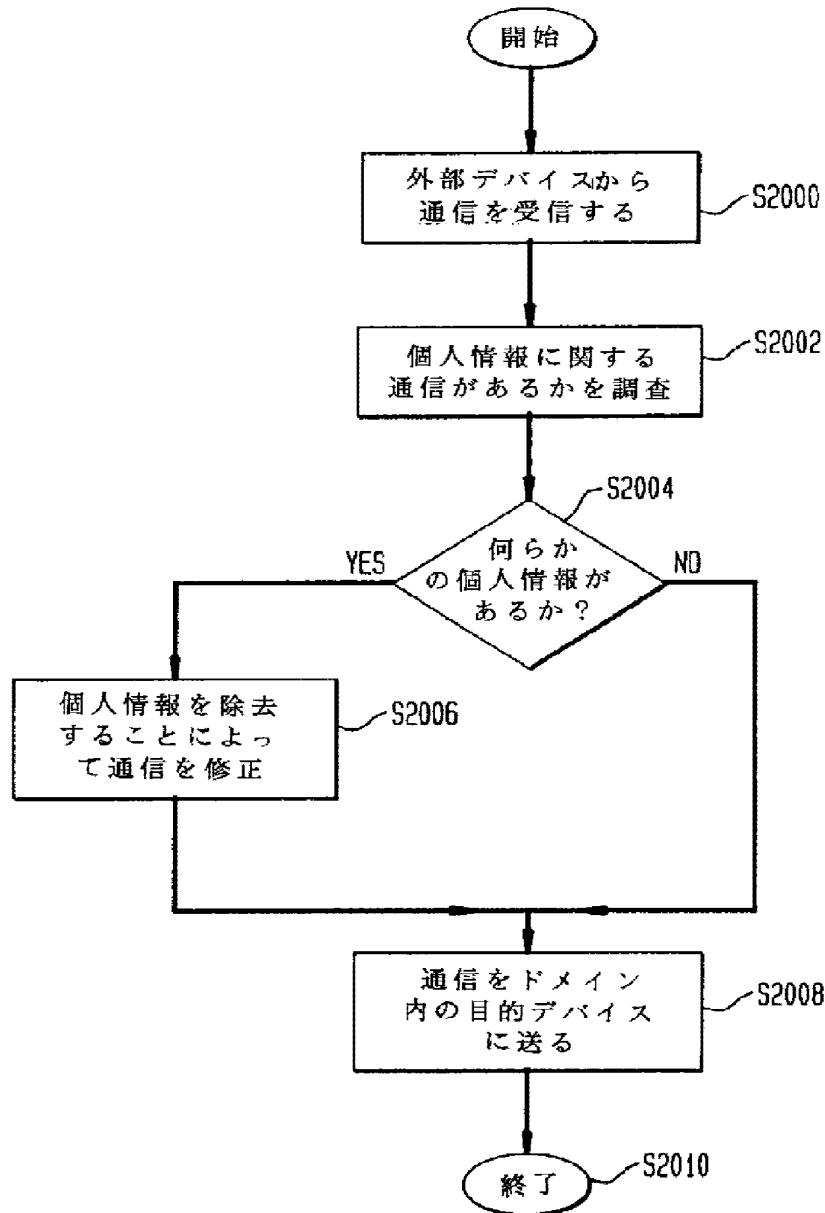 開始
外部デバイスから
通信を受信する
S2000
個人情報に関する
通信があるかを調査
S2002
S2004
何らか
の個人情報が
あるか?
YES
NO
個人情報を除去
することによっ
て通信を修正
S2006
通信をドメイン
内の目的デバイス
に送る
S2008
終了
S2010